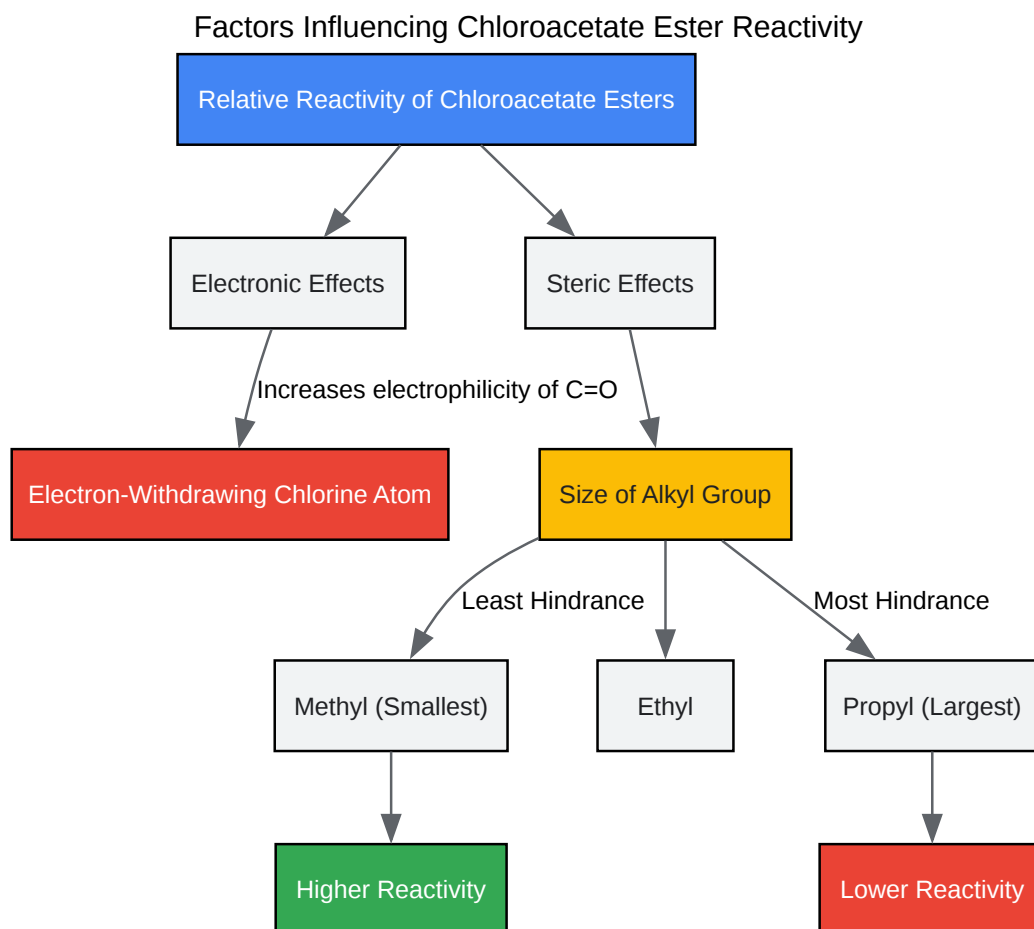 Factors Influencing Chloroacetate Ester Reactivity
Relative Reactivity of Chloroacetate Esters
Electronic Effects
Steric Effects
Increases electrophilicity of C=O
Electron-Withdrawing Chlorine Atom
Size of Alkyl Group
Least Hindrance
Most Hindrance
Methyl (Smallest)
Ethyl
Propyl (Largest)
Higher Reactivity
Lower Reactivity